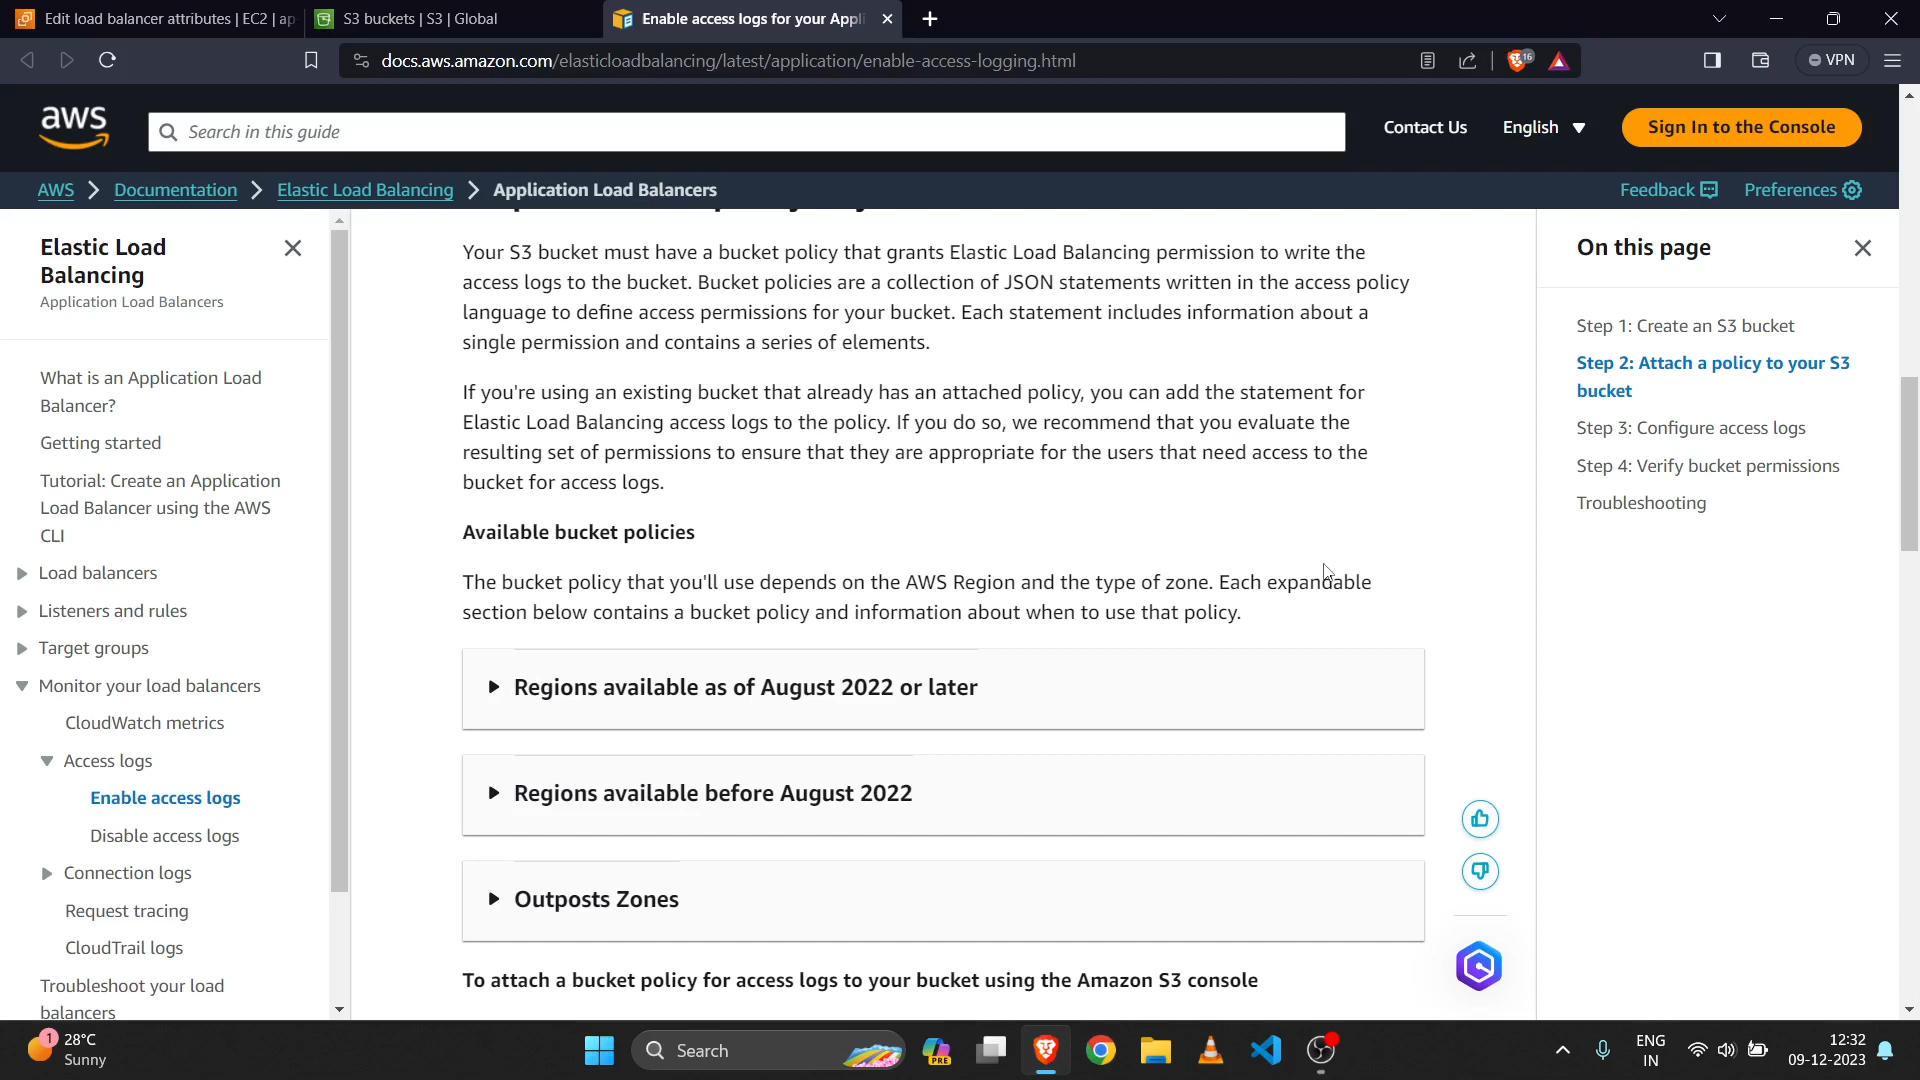 Edit load balancer attributes | EC2 | ap
S3 buckets | S3 | Global
Enable access logs for your Appli
docs.aws.amazon.com/elasticloadbalancing/latest/application/enable-access-logging.html
16
VPN
aws
Search in this guide
Contact Us
English
Sign In to the Console
AWS
Documentation
Elastic Load Balancing
Application Load Balancers
Feedback
Preferences
Elastic Load
Balancing
Application Load Balancers
What is an Application Load
Balancer?
Getting started
Tutorial: Create an Application
Load Balancer using the AWS
CLI
Load balancers
Listeners and rules
Target groups
Monitor your load balancers
CloudWatch metrics
Access logs
Enable access logs
Disable access logs
Connection logs
Request tracing
CloudTrail logs
Troubleshoot your load
balancers
Your S3 bucket must have a bucket policy that grants Elastic Load Balancing permission to write the
access logs to the bucket. Bucket policies are a collection of JSON statements written in the access policy
language to define access permissions for your bucket. Each statement includes information about a
single permission and contains a series of elements.
If you're using an existing bucket that already has an attached policy, you can add the statement for
Elastic Load Balancing access logs to the policy. If you do so, we recommend that you evaluate the
resulting set of permissions to ensure that they are appropriate for the users that need access to the
bucket for access logs.
Available bucket policies
The bucket policy that you'll use depends on the AWS Region and the type of zone. Each expandable
section below contains a bucket policy and information about when to use that policy.
Regions available as of August 2022 or later
Regions available before August 2022
Outposts Zones
To attach a bucket policy for access logs to your bucket using the Amazon S3 console
On this page
Step 1: Create an S3 bucket
Step 2: Attach a policy to your S3
bucket
Step 3: Configure access logs
Step 4: Verify bucket permissions
Troubleshooting
1
28°C
Sunny
Search
PRE
ENG
IN
12:32
09-12-2023